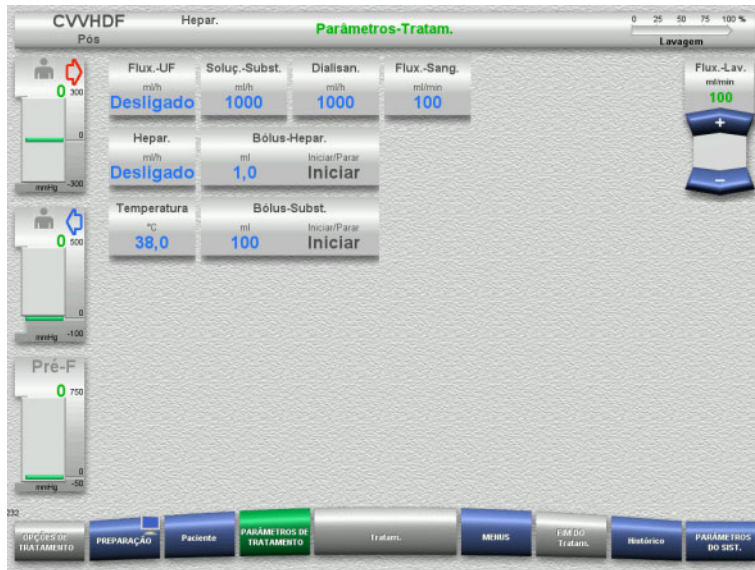 CVVHDF Hepar.
Pós
Parâmetros-Tratam.
0 25 50 75 100 %
Lavagem
0 300
0
mmHg -300
Flux.-UF
ml/h
Desligado
Soluç.-Subst.
ml/h
1000
Dialisan.
ml/h
1000
Flux.-Sang.
ml/min
100
Flux.-Lav.
ml/min
100
+
–
Hepar.
ml/h
Desligado
Bólus-Hepar.
ml Iniciar/Parar
1,0 Iniciar
0 500
0
mmHg -100
Temperatura
°C
38,0
Bólus-Subst.
ml Iniciar/Parar
100 Iniciar
Pré-F
0 750
0
mmHg -50
232
OPÇÕES DE
TRATAMENTO
PREPARAÇÃO
Paciente
PARÂMETROS DE
TRATAMENTO
Tratam.
MENUS
FIM DO
Tratam.
Histórico
PARÂMETROS
DO SIST.